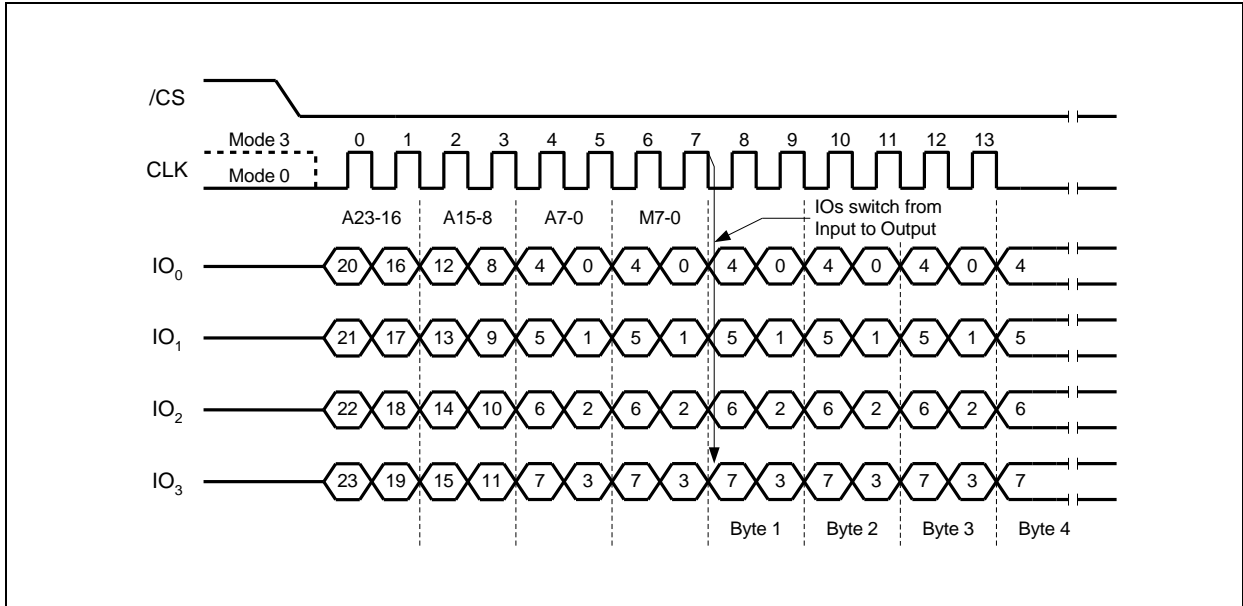 /CS
Mode 3 0 1 2 3 4 5 6 7 8 9 10 11 12 13
CLK
Mode 0
A23-16 A15-8 A7-0 M7-0 IOs switch from
Input to Output
IO0 20 16 12 8 4 0 4 0 4 0 4 0 4 0 4
IO1 21 17 13 9 5 1 5 1 5 1 5 1 5 1 5
IO2 22 18 14 10 6 2 6 2 6 2 6 2 6 2 6
IO3 23 19 15 11 7 3 7 3 7 3 7 3 7 3 7
Byte 1 Byte 2 Byte 3 Byte 4